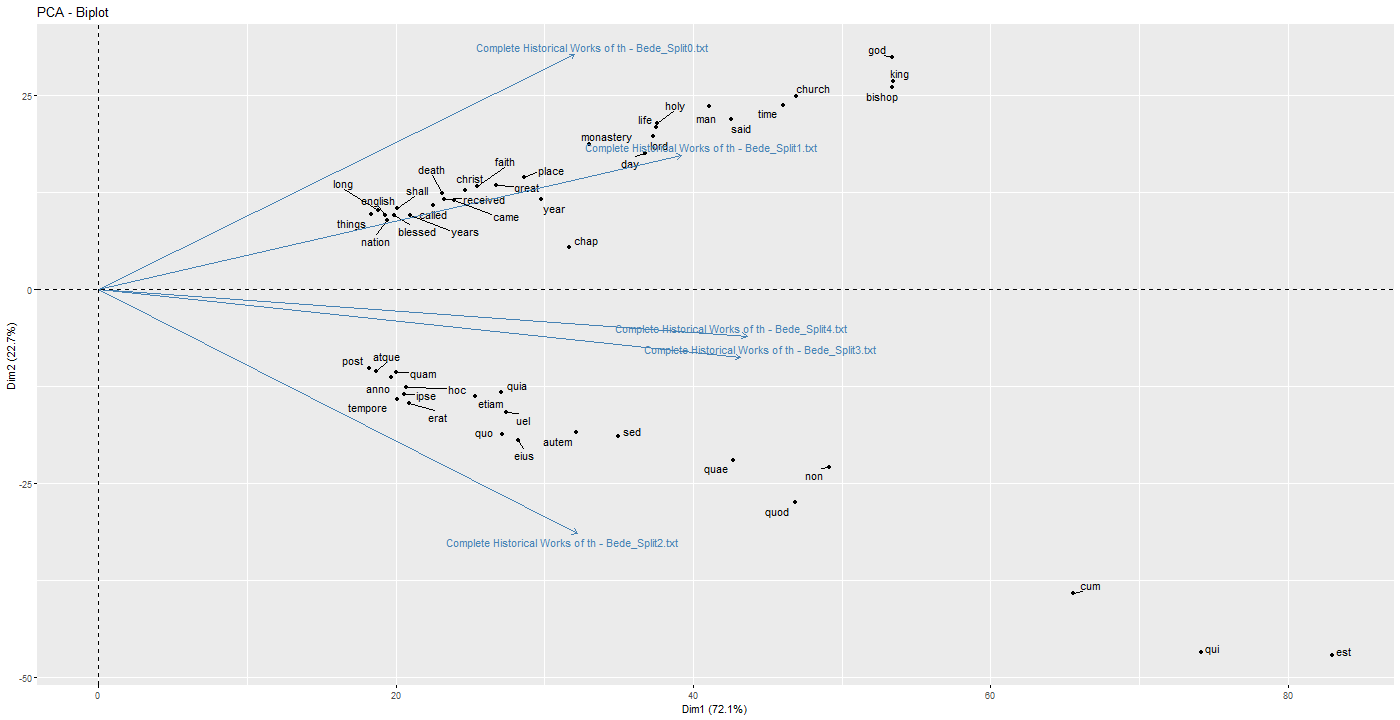 PCA - Biplot
Complete Historical Works of th - Bede_Split0.txt
god
king
bishop
church
holy
time
life
man
said
monastery
lord
Complete Historical Works of th - Bede_Split1.txt
day
faith
death
place
christ
long
great
shall
english
received
year
called
came
things
blessed
years
nation
chap
Complete Historical Works of th - Bede_Split4.txt
Complete Historical Works of th - Bede_Split3.txt
post
atque
quam
anno
hoc
quia
ipse
etiam
tempore
erat
uel
quo
autem
sed
eius
quae
non
quod
Complete Historical Works of th - Bede_Split2.txt
cum
qui
est
25
0
-25
-50
Dim2 (22.7%)
0
20
40
60
80
Dim1 (72.1%)